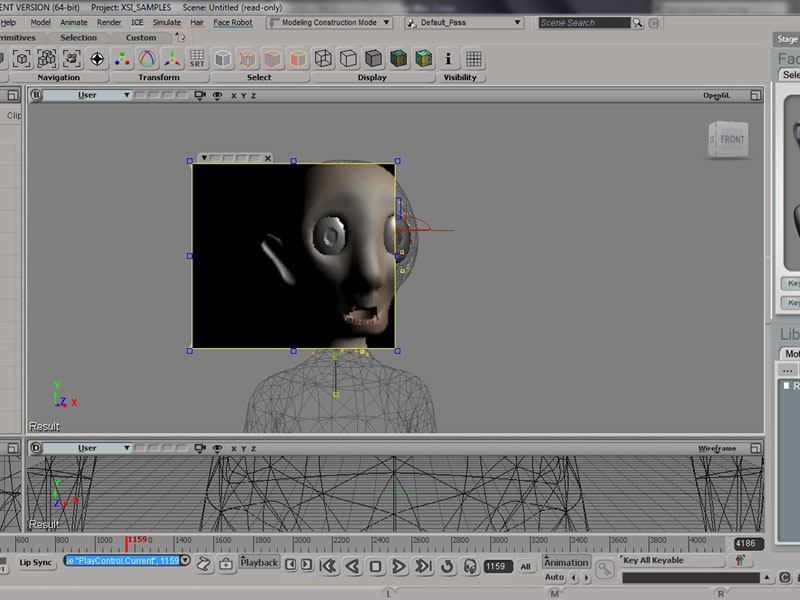 ENT VERSION (64-bit) Project: XSI_SAMPLES Scene: Untitled (read-only)
Help Model Animate Render ICE Simulate Hair Face Robot Modeling Construction Mode Default_Pass Scene Search
Stage
Primitives Selection Custom
Fac
Sele
SRT
Navigation Transform Select Display Visibility
B User X Y Z OpenGL
Clip
FRONT
Key
Key
Lib
Mot
...
R
Y
Z X
Result
D User X Y Z Wireframe
Y
Z X
Result
600 800 1000 1159 1400 1600 1800 2000 2200 2400 2600 2800 3000 3200 3400 3600 3800 4000 4186
Lip Sync e "PlayControl.Current", 1159 Playback 1159 All Animation Key All Keyable
Auto
L M R